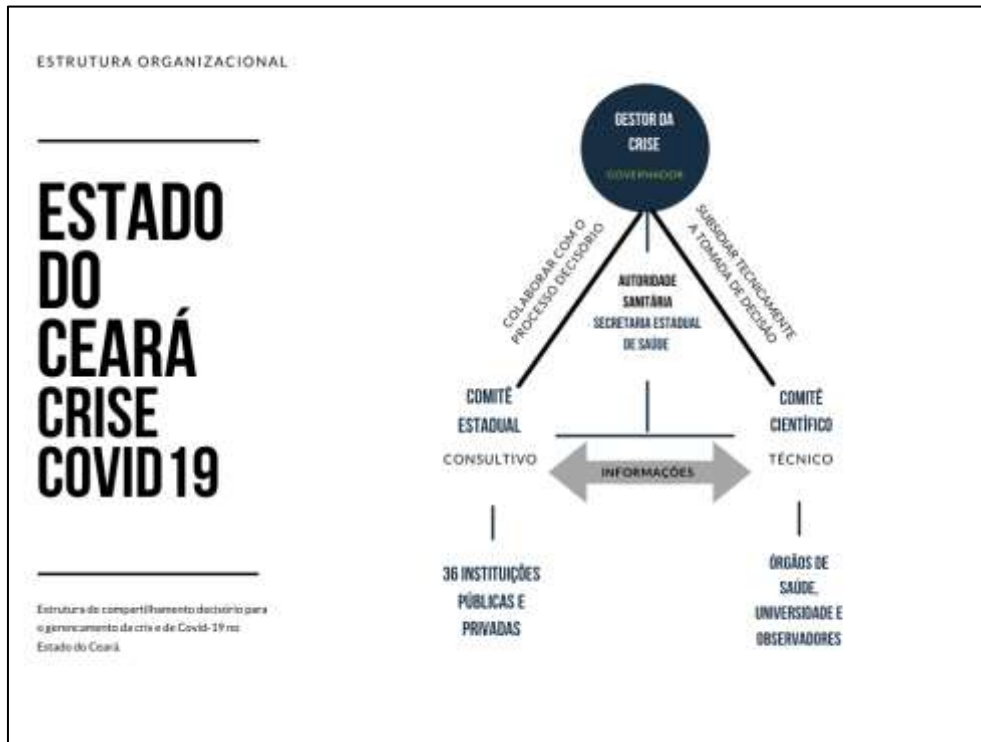 ESTRUTURA ORGANIZACIONAL
ESTADO
DO
CEARÁ
CRISE
COVID19
Estrutura de compartilhamento decisório para
o gerencamento da crise de Covid-19 no
Estado do Ceará.
GESTOR DA
CRISE
GOVERNADOR
COLABORAR COM O
PROCESSO DECISÓRIO
SUBSIDIAR TECNICAMENTE
A TOMADA DE DECISÃO
AUTORIDADE
SANITÁRIA
SECRETARIA ESTADUAL
DE SAÚDE
COMITÊ
ESTADUAL
CONSULTIVO
INFORMAÇÕES
COMITÊ
CIENTÍFICO
TÉCNICO
36 INSTITUIÇÕES
PÚBLICAS E
PRIVADAS
ÓRGÃOS DE
SAÚDE,
UNIVERSIDADE E
OBSERVADORES